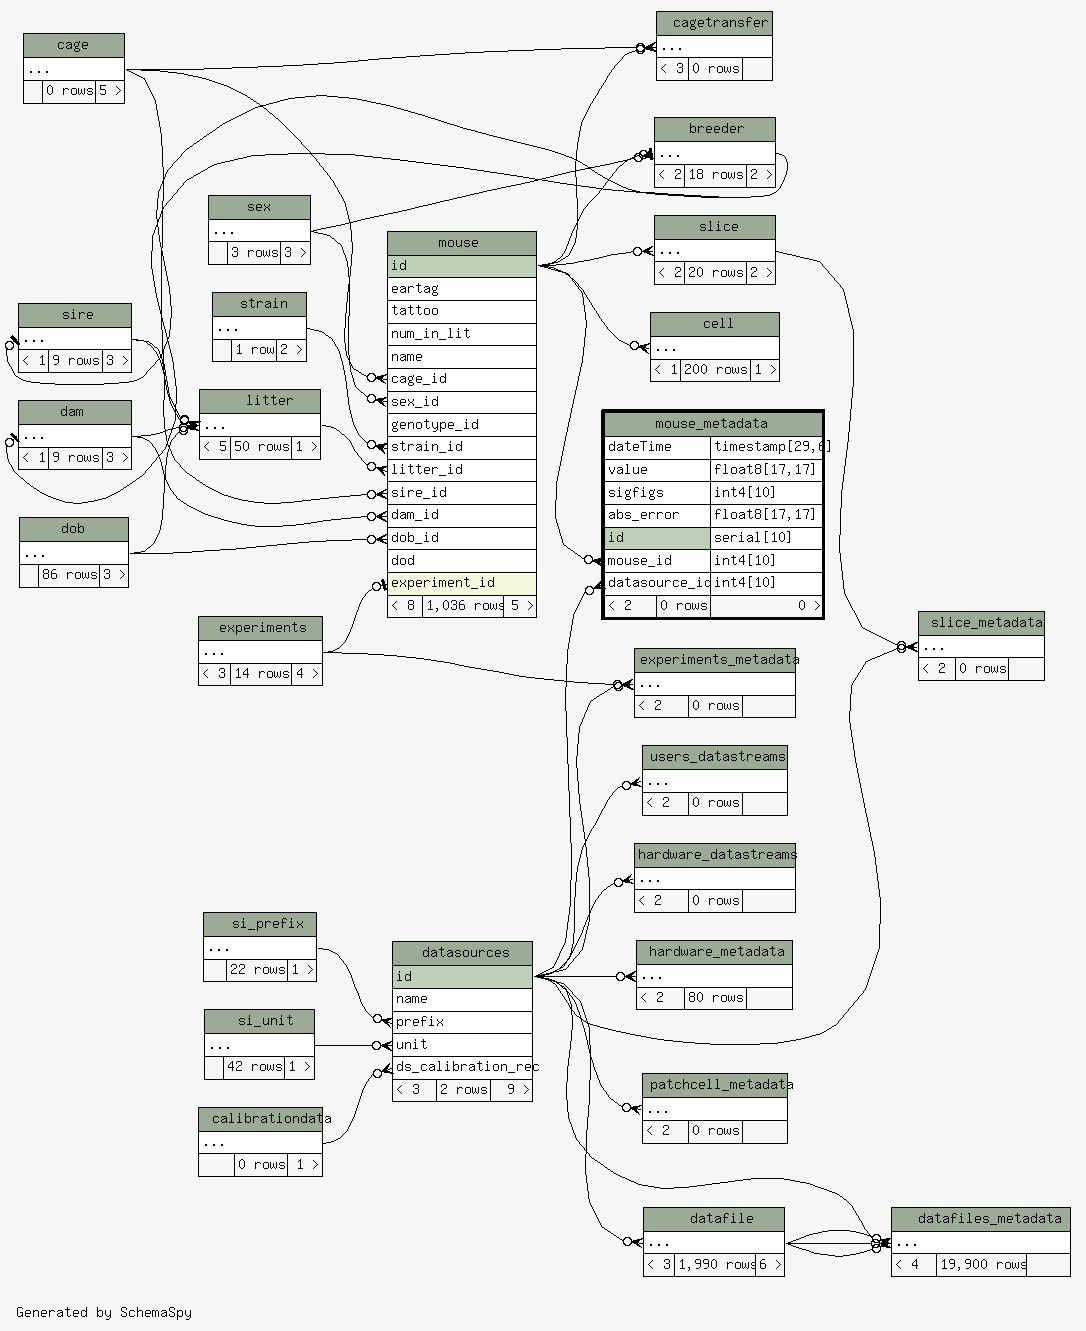 cagetransfer
...
< 3 0 rows
cage
...
0 rows 5 >
breeder
...
< 2 18 rows 2 >
sex
...
3 rows 3 >
slice
...
< 2 20 rows 2 >
mouse
id
eartag
tattoo
num_in_lit
name
cage_id
sex_id
genotype_id
strain_id
litter_id
sire_id
dam_id
dob_id
dod
experiment_id
< 8 1,036 rows 5 >
strain
...
1 row 2 >
sire
...
< 1 9 rows 3 >
cell
...
< 1 200 rows 1 >
litter
...
< 5 50 rows 1 >
dam
...
< 1 9 rows 3 >
mouse_metadata
dateTime timestamp[29,6]
value float8[17,17]
sigfigs int4[10]
abs_error float8[17,17]
id serial[10]
mouse_id int4[10]
datasource_id int4[10]
< 2 0 rows 0 >
dob
...
86 rows 3 >
experiments
...
< 3 14 rows 4 >
slice_metadata
...
< 2 0 rows
experiments_metadata
...
< 2 0 rows
users_datastreams
...
< 2 0 rows
hardware_datastreams
...
< 2 0 rows
si_prefix
...
22 rows 1 >
datasources
id
name
prefix
unit
ds_calibration_rec
< 3 2 rows 9 >
hardware_metadata
...
< 2 80 rows
si_unit
...
42 rows 1 >
patchcell_metadata
...
< 2 0 rows
calibrationdata
...
0 rows 1 >
datafile
...
< 3 1,990 rows 6 >
datafiles_metadata
...
< 4 19,900 rows
Generated by SchemaSpy